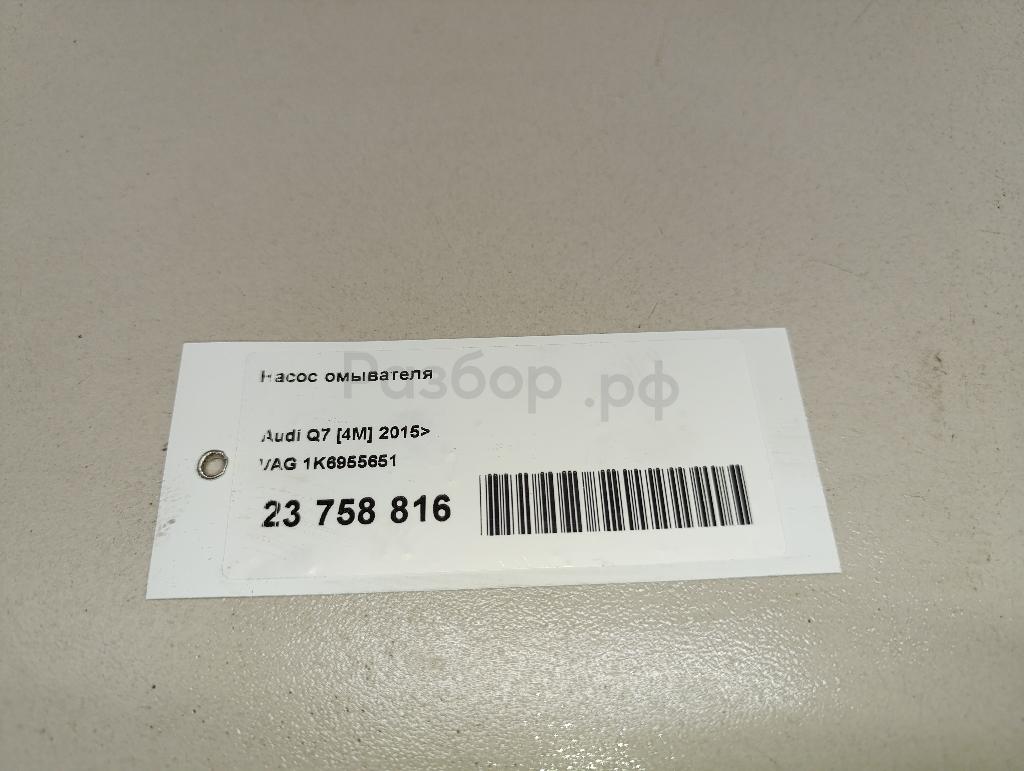 Насос омывателя
Разбор.рф
Audi Q7 [4M] 2015>
VAG 1K6955651
23 758 816